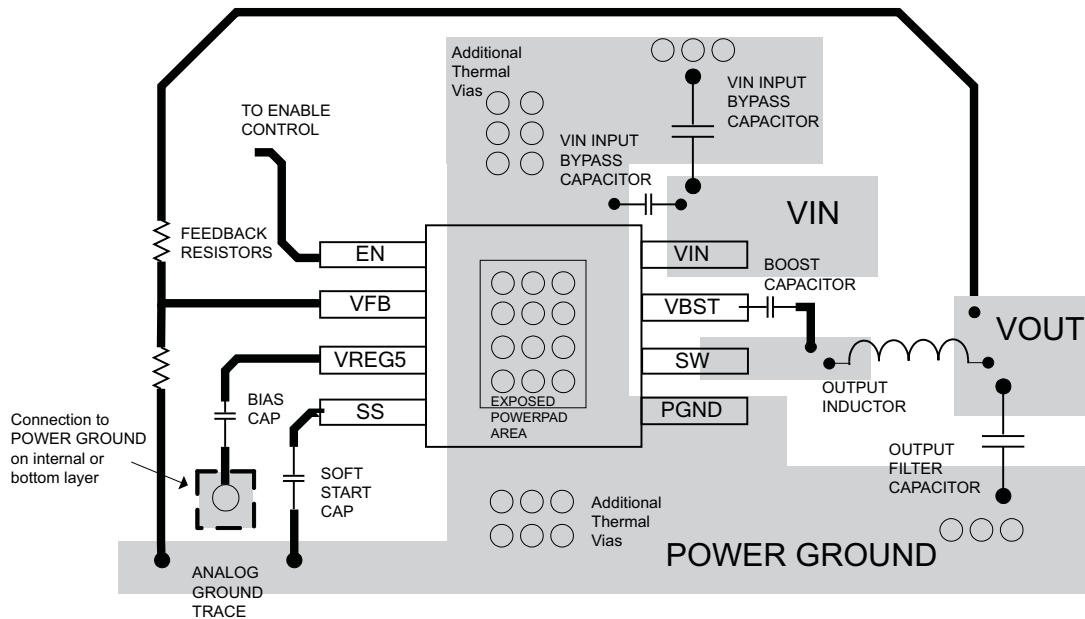 Additional
Thermal
Vias
VIN INPUT
BYPASS
CAPACITOR
TO ENABLE
CONTROL
VIN INPUT
BYPASS
CAPACITOR
VIN
FEEDBACK
RESISTORS
EN
VIN
BOOST
CAPACITOR
VFB
VBST
VOUT
VREG5
SW
OUTPUT
INDUCTOR
BIAS
CAP
SS
EXPOSED
POWERPAD
AREA
PGND
Connection to
POWER GROUND
on internal or
bottom layer
SOFT
START
CAP
OUTPUT
FILTER
CAPACITOR
Additional
Thermal
Vias
POWER GROUND
ANALOG
GROUND
TRACE